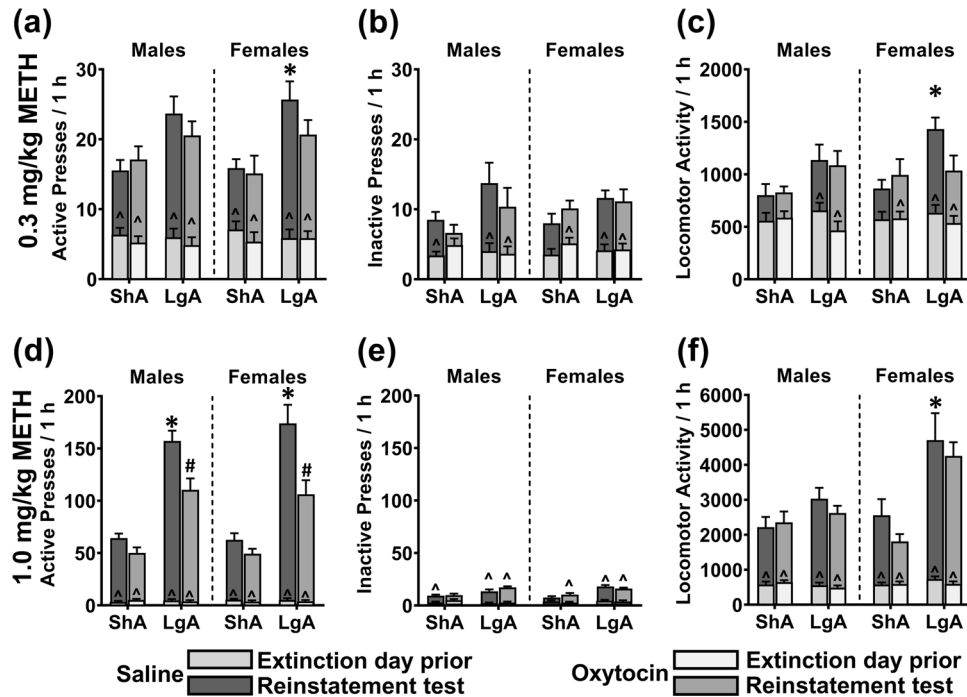 (a)
Males Females
0.3 mg/kg METH
Active Presses / 1 h
30
20
10
0
^ ^ ^ ^ ^ ^ * ^ ^
ShA LgA ShA LgA
(b)
Males Females
Inactive Presses / 1 h
30
20
10
0
^ ^ ^ ^ ^ ^
ShA LgA ShA LgA
(c)
Males Females
Locomotor Activity / 1 h
2000
1500
1000
500
0
^ ^ * ^ ^
ShA LgA ShA LgA
(d)
Males Females
1.0 mg/kg METH
Active Presses / 1 h
200
150
100
50
0
^ ^ * ^ # ^ ^ ^ * ^ # ^
ShA LgA ShA LgA
(e)
Males Females
Inactive Presses / 1 h
200
150
100
50
0
^ ^ ^ ^ ^ ^
ShA LgA ShA LgA
(f)
Males Females
Locomotor Activity / 1 h
6000
5000
4000
3000
2000
1000
0
^ ^ ^ ^ ^ ^ * ^ ^
ShA LgA ShA LgA
Saline
Extinction day prior
Reinstatement test
Oxytocin
Extinction day prior
Reinstatement test